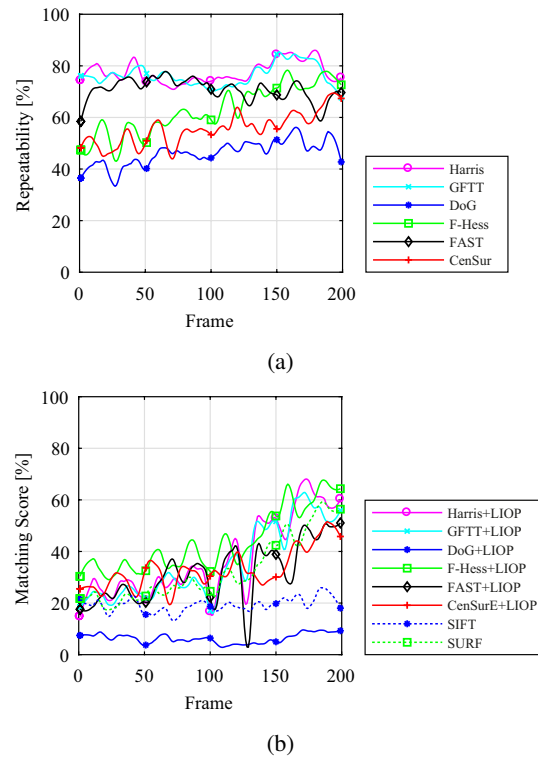 100
80
60
40
20
0
Repeatability [%]
0 50 100 150 200
Frame
Harris
GFTT
DoG
F-Hess
FAST
CenSur
(a)
100
80
60
40
20
0
Matching Score [%]
0 50 100 150 200
Frame
Harris+LIOP
GFTT+LIOP
DoG+LIOP
F-Hess+LIOP
FAST+LIOP
CenSurE+LIOP
SIFT
SURF
(b)